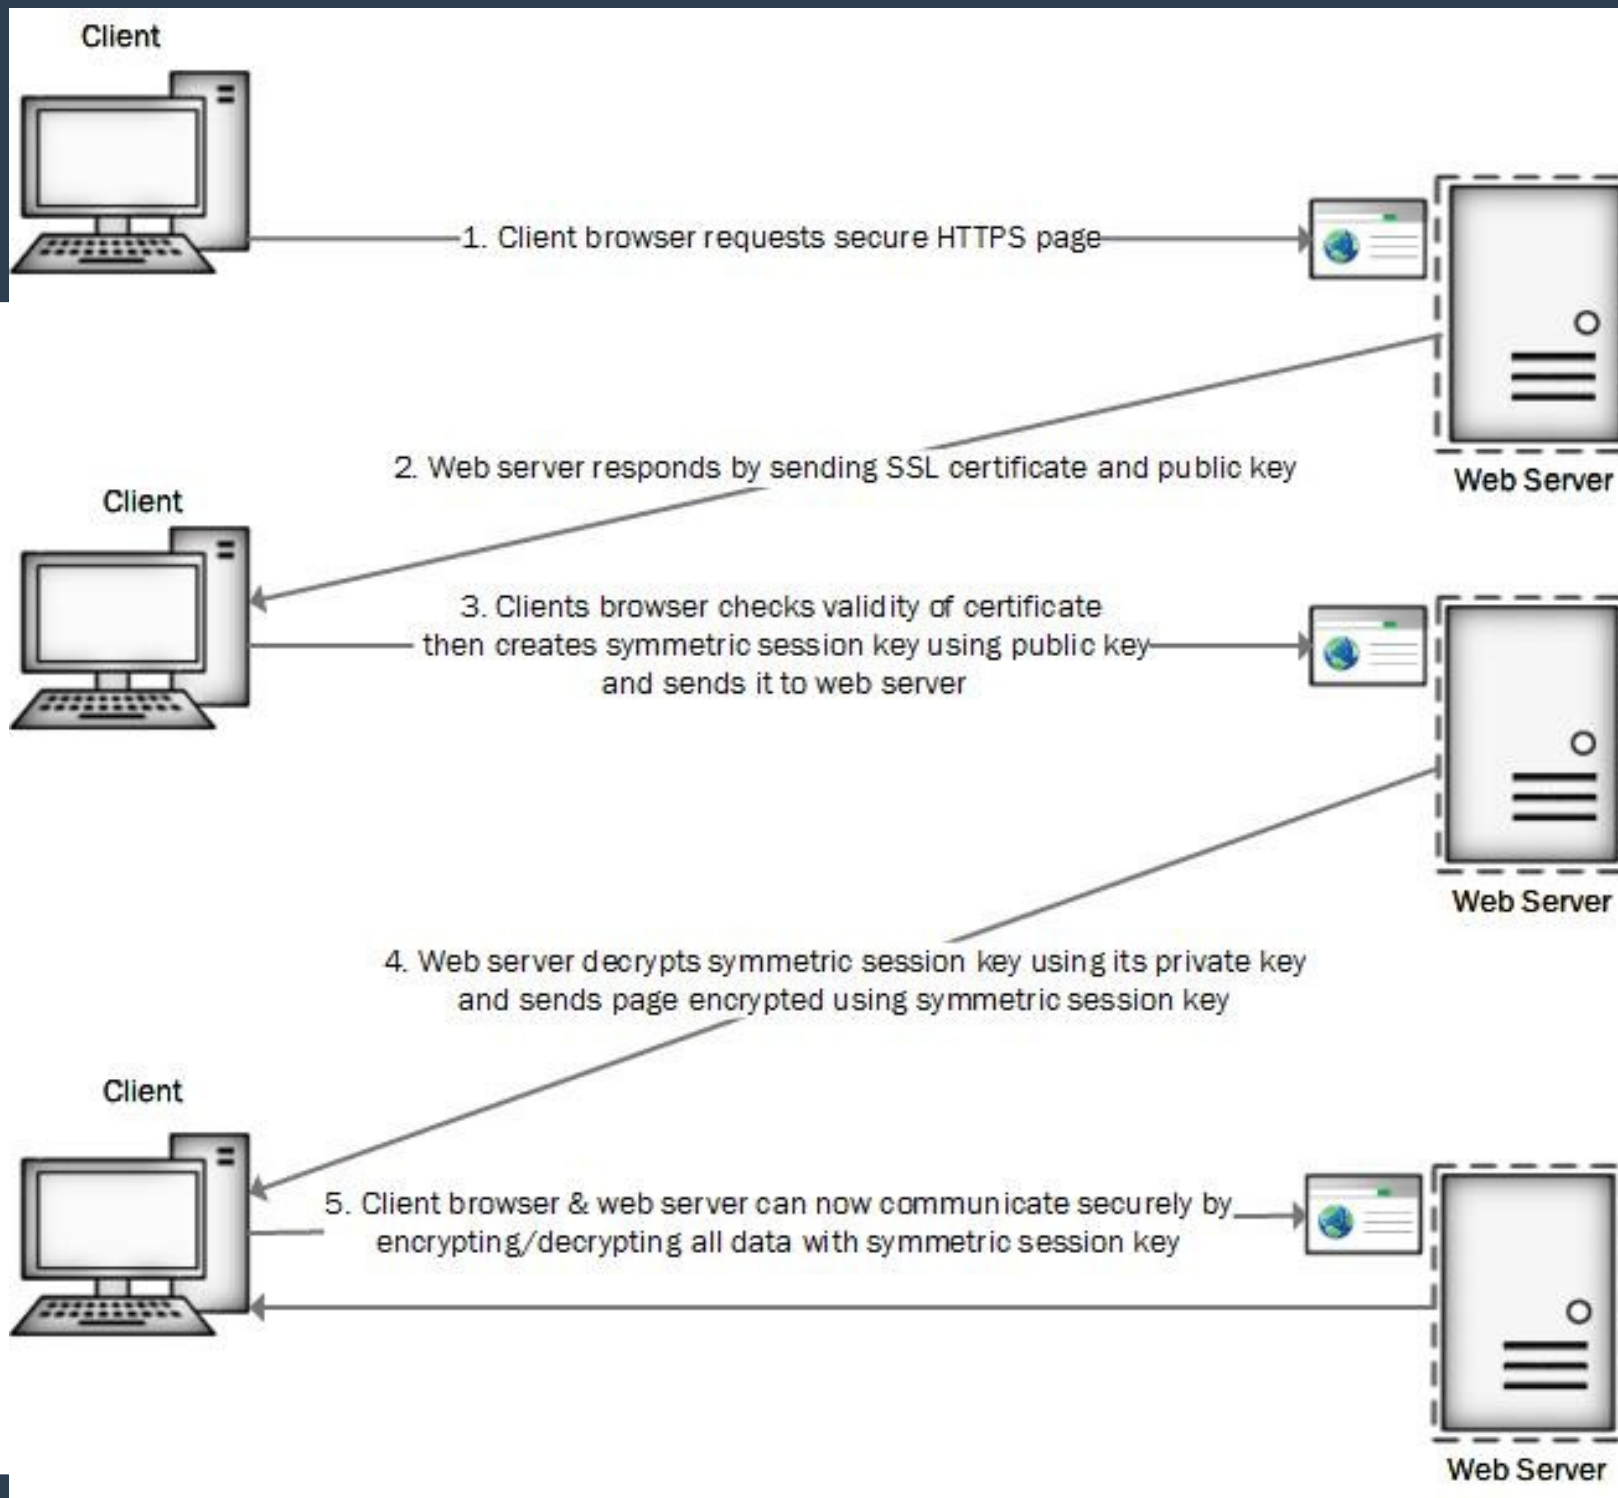 Client
1. Client browser requests secure HTTPS page
2. Web server responds by sending SSL certificate and public key
Web Server
Client
3. Clients browser checks validity of certificate
then creates symmetric session key using public key
and sends it to web server
Web Server
4. Web server decrypts symmetric session key using its private key
and sends page encrypted using symmetric session key
Client
5. Client browser & web server can now communicate securely by
encrypting/decrypting all data with symmetric session key
Web Server